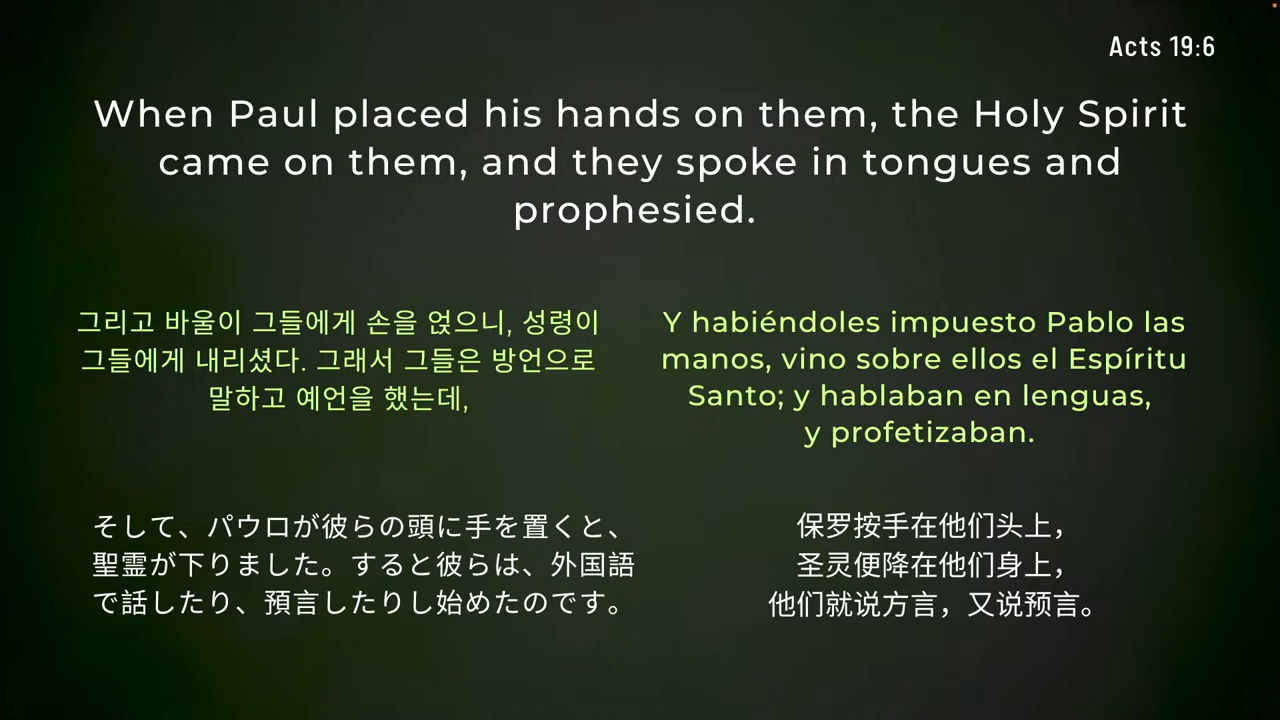 Acts 19:6
When Paul placed his hands on them, the Holy Spirit
came on them, and they spoke in tongues and
prophesied.
그리고 바울이 그들에게 손을 얹으니, 성령이
그들에게 내리셨다. 그래서 그들은 방언으로
말하고 예언을 했는데,
Y habiéndoles impuesto Pablo las
manos, vino sobre ellos el Espíritu
Santo; y hablaban en lenguas,
y profetizaban.
そして、パウロが彼らの頭に手を置くと、
聖霊が下りました。すると彼らは、外国語
で話したり、預言したりし始めたのです。
保罗按手在他们头上，
圣灵便降在他们身上，
他们就说方言，又说预言。